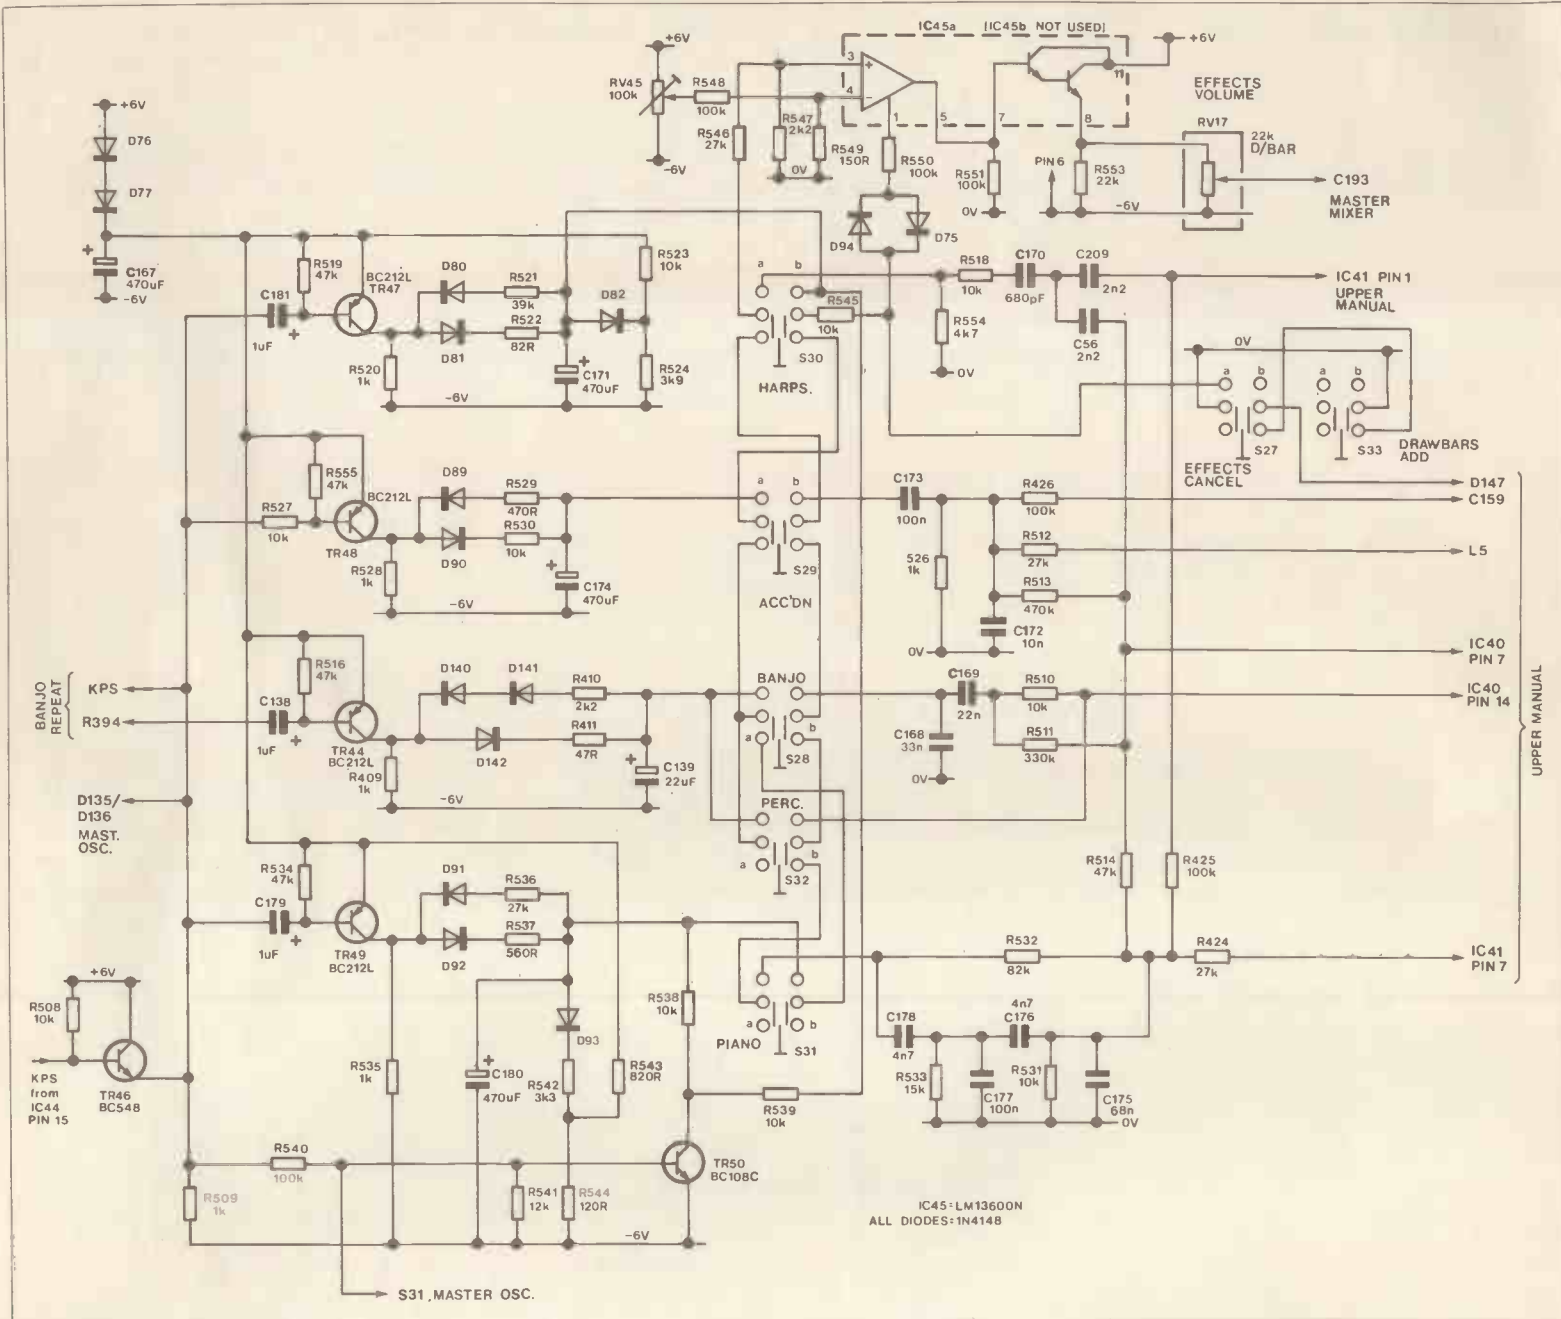 IC45a [IC45b NOT USED]
+6V
+6V
RV45
100k
R548
100k
3
4
+
−
1
5
7
8
11
EFFECTS
VOLUME
RV17
22k
D/BAR
R546
27k
R547
2k2
R549
150R
0V
-6V
R550
100k
R551
100k
0V
PIN 6
R553
22k
-6V
C193
MASTER
MIXER
+6V
D76
D77
+
C167
470uF
-6V
D94
D75
R519
47k
BC212L
TR47
C181
1uF
+
D80
R521
39k
D81
R522
82R
R520
1k
D82
R523
10k
R524
3k9
+
C171
470uF
-6V
a
b
R545
10k
S30
HARPS.
R518
10k
C170
680pF
C209
2n2
C56
2n2
R554
4k7
0V
IC41 PIN 1
UPPER
MANUAL
0V
a
b
a
b
S27
S33
EFFECTS
CANCEL
DRAWBARS
ADD
D147
C159
R555
47k
BC212L
R527
10k
TR48
R528
1k
D89
R529
470R
R530
10k
D90
+
C174
470uF
-6V
a
b
S29
ACC'DN
C173
100n
526
1k
R426
100k
R512
27k
R513
470k
C172
10n
0V
L5
IC40
PIN 7
BANJO
REPEAT
KPS
R394
R516
47k
C138
1uF
+
TR44
BC212L
R409
1k
D140
D141
R410
2k2
D142
R411
47R
+
C139
22uF
-6V
BANJO
a
b
S28
C169
22n
C168
33n
0V
R510
10k
R511
330k
IC40
PIN 14
UPPER MANUAL
D135/
D136
MAST.
OSC.
PERC.
a
b
S32
R514
47k
R425
100k
R534
47k
C179
1uF
+
TR49
BC212L
D91
R536
27k
D92
R537
560R
R532
82k
R424
27k
IC41
PIN 7
+6V
R508
10k
KPS
from
IC44
PIN 15
TR46
BC548
R535
1k
+
C180
470uF
D93
R542
3k3
R543
820R
R538
10k
PIANO
a
b
S31
R539
10k
C178
4n7
4n7
C176
R533
15k
C177
100n
R531
10k
C175
68n
0V
R540
100k
R509
1k
R541
12k
R544
120R
TR50
BC108C
-6V
IC45=LM13600N
ALL DIODES=1N4148
S31, MASTER OSC.